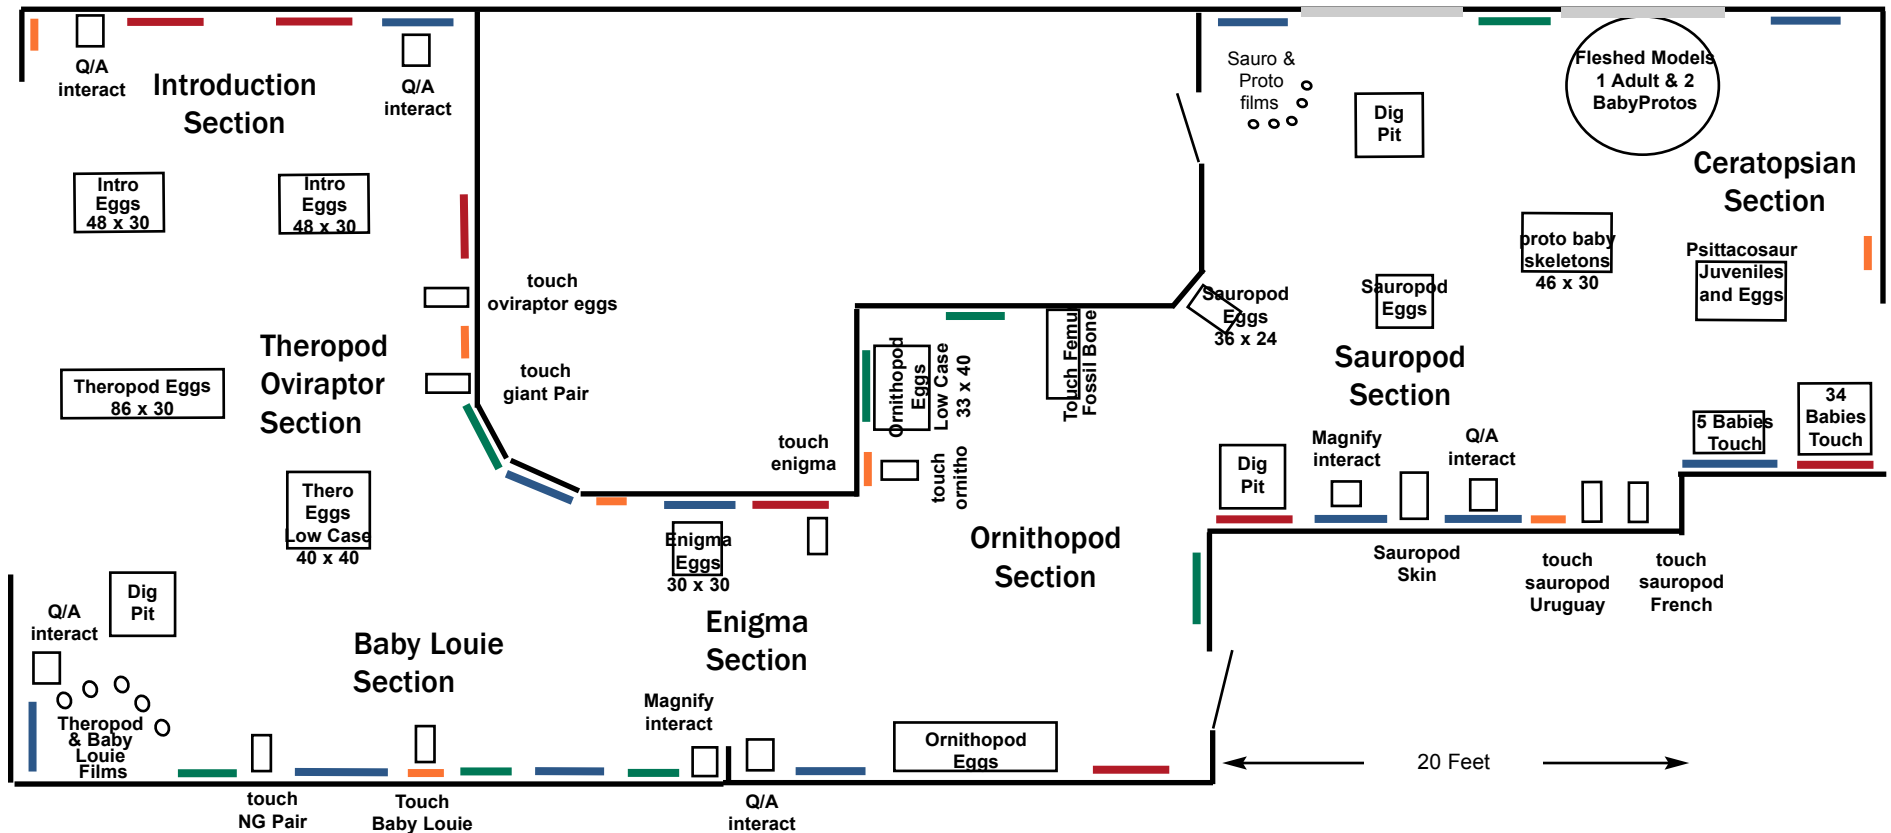 Q/A
interact
Introduction
Section
Q/A
interact
Intro
Eggs
48 x 30
Intro
Eggs
48 x 30
touch
oviraptor eggs
Theropod
Oviraptor
Section
touch
giant Pair
Theropod Eggs
86 x 30
Thero
Eggs
Low Case
40 x 40
Dig
Pit
Q/A
interact
Theropod
& Baby
Louie
Films
Baby Louie
Section
touch
NG Pair
Touch
Baby Louie
Magnify
interact
Q/A
interact
Enigma
Section
Enigma
Eggs
30 x 30
touch
enigma
Ornithopod
Eggs
Low Case
33 x 40
touch
ornitho
Touch Femur
Fossil Bone
Ornithopod
Section
Ornithopod
Eggs
Sauro &
Proto
films
Dig
Pit
Fleshed Models
1 Adult & 2
BabyProtos
Ceratopsian
Section
Sauropod
Eggs
36 x 24
Sauropod
Eggs
proto baby
skeletons
46 x 30
Psittacosaur
Juveniles
and Eggs
Sauropod
Section
Dig
Pit
Magnify
interact
Q/A
interact
5 Babies
Touch
34
Babies
Touch
Sauropod
Skin
touch
sauropod
Uruguay
touch
sauropod
French
20 Feet